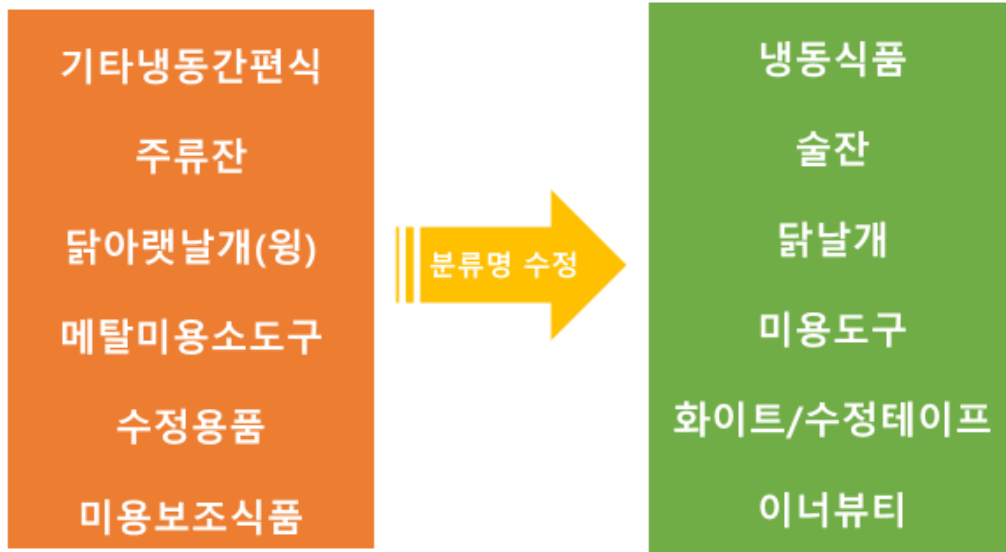 기타냉동간편식
주류잔
닭아랫날개(윙)
메탈미용소도구
수정용품
미용보조식품
분류명 수정
냉동식품
술잔
닭날개
미용도구
화이트/수정테이프
이너뷰티